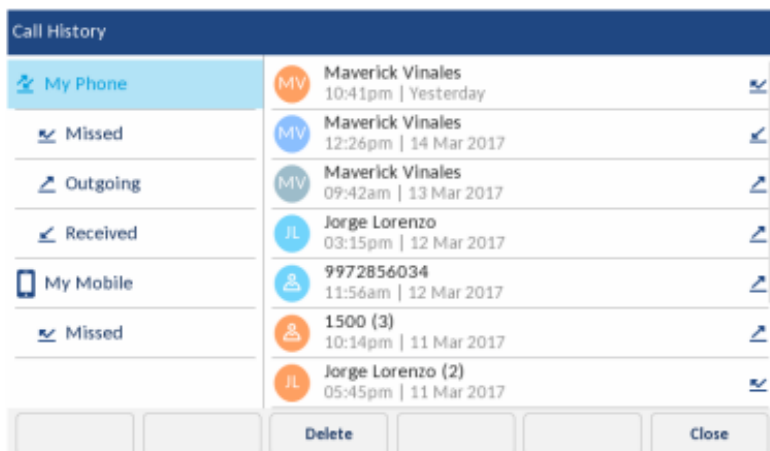 Call History
My Phone
Missed
Outgoing
Received
My Mobile
Missed
MV
Maverick Vinales
10:41pm | Yesterday
MV
Maverick Vinales
12:26pm | 14 Mar 2017
MV
Maverick Vinales
09:42am | 13 Mar 2017
JL
Jorge Lorenzo
03:15pm | 12 Mar 2017
9972856034
11:56am | 12 Mar 2017
1500 (3)
10:14pm | 11 Mar 2017
JL
Jorge Lorenzo (2)
05:45pm | 11 Mar 2017
Delete
Close